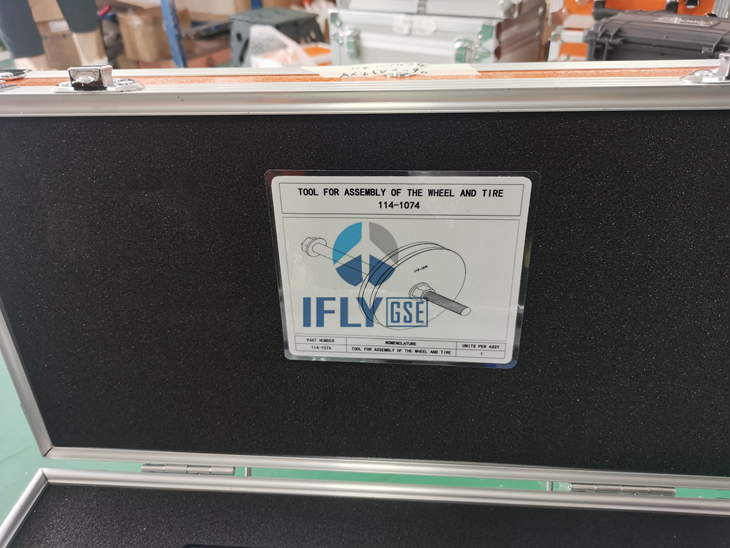 TOOL FOR ASSEMBLY OF THE WHEEL AND TIRE
114-1074
IFLY GSE
PART NUMBER NOMENCLATURE UNITS PER ASSY
114-1074 TOOL FOR ASSEMBLY OF THE WHEEL AND TIRE 1